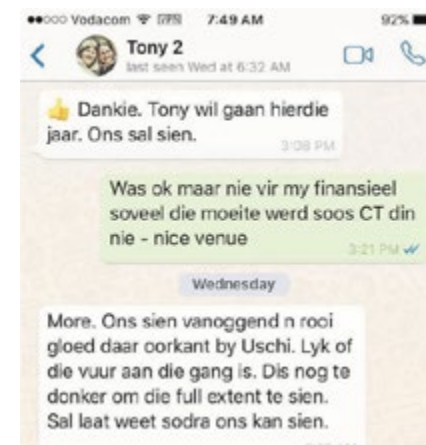 Vodacom 7:49 AM 92%
Tony 2
last seen Wed at 6:32 AM
👍 Dankie. Tony wil gaan hierdie
jaar. Ons sal sien.
3:08 PM
Was ok maar nie vir my finansieel
soveel die moeite werd soos CT din
nie - nice venue
3:21 PM
Wednesday
More. Ons sien vanoggend n rooi
gloed daar oorkant by Uschi. Lyk of
die vuur aan die gang is. Dis nog te
donker om die full extent te sien.
Sal laat weet sodra ons kan sien.